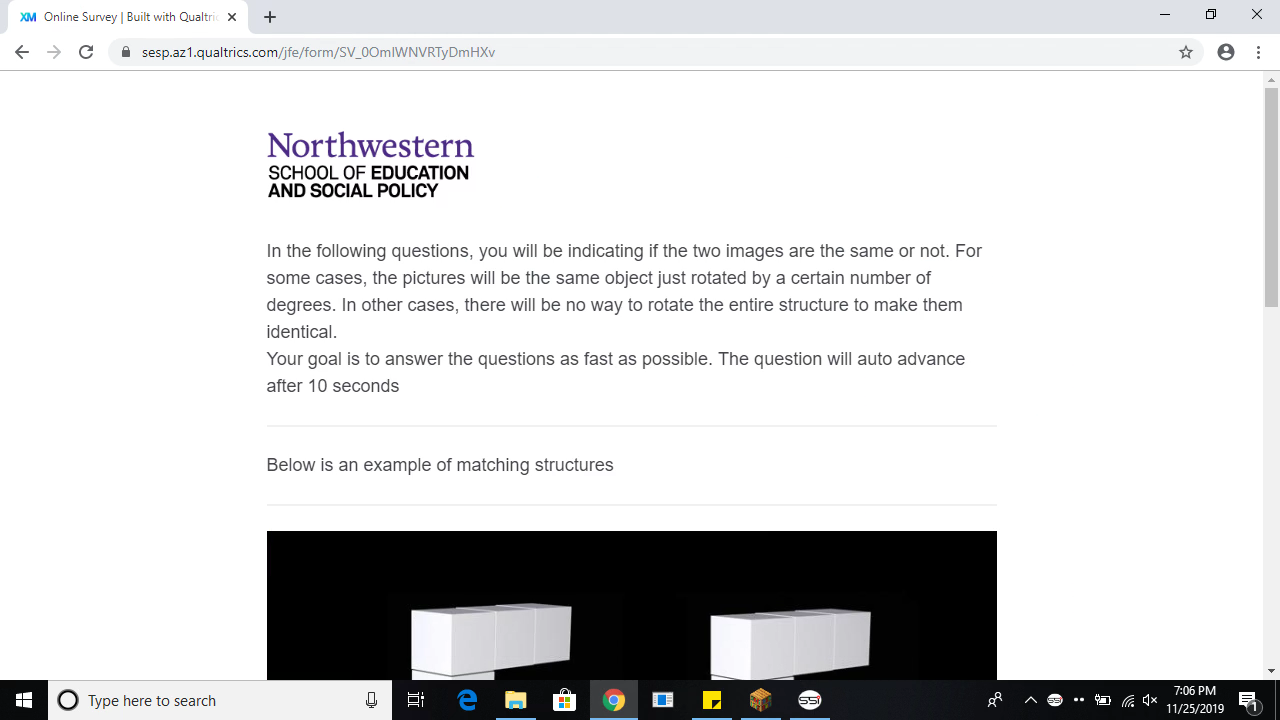 Online Survey | Built with Qualtric
sesp.az1.qualtrics.com/jfe/form/SV_0OmIWNVRTyDmHXv
Northwestern
SCHOOL OF EDUCATION
AND SOCIAL POLICY
In the following questions, you will be indicating if the two images are the same or not. For
some cases, the pictures will be the same object just rotated by a certain number of
degrees. In other cases, there will be no way to rotate the entire structure to make them
identical.
Your goal is to answer the questions as fast as possible. The question will auto advance
after 10 seconds
Below is an example of matching structures
Type here to search
SSI
7:06 PM
11/25/2019
1